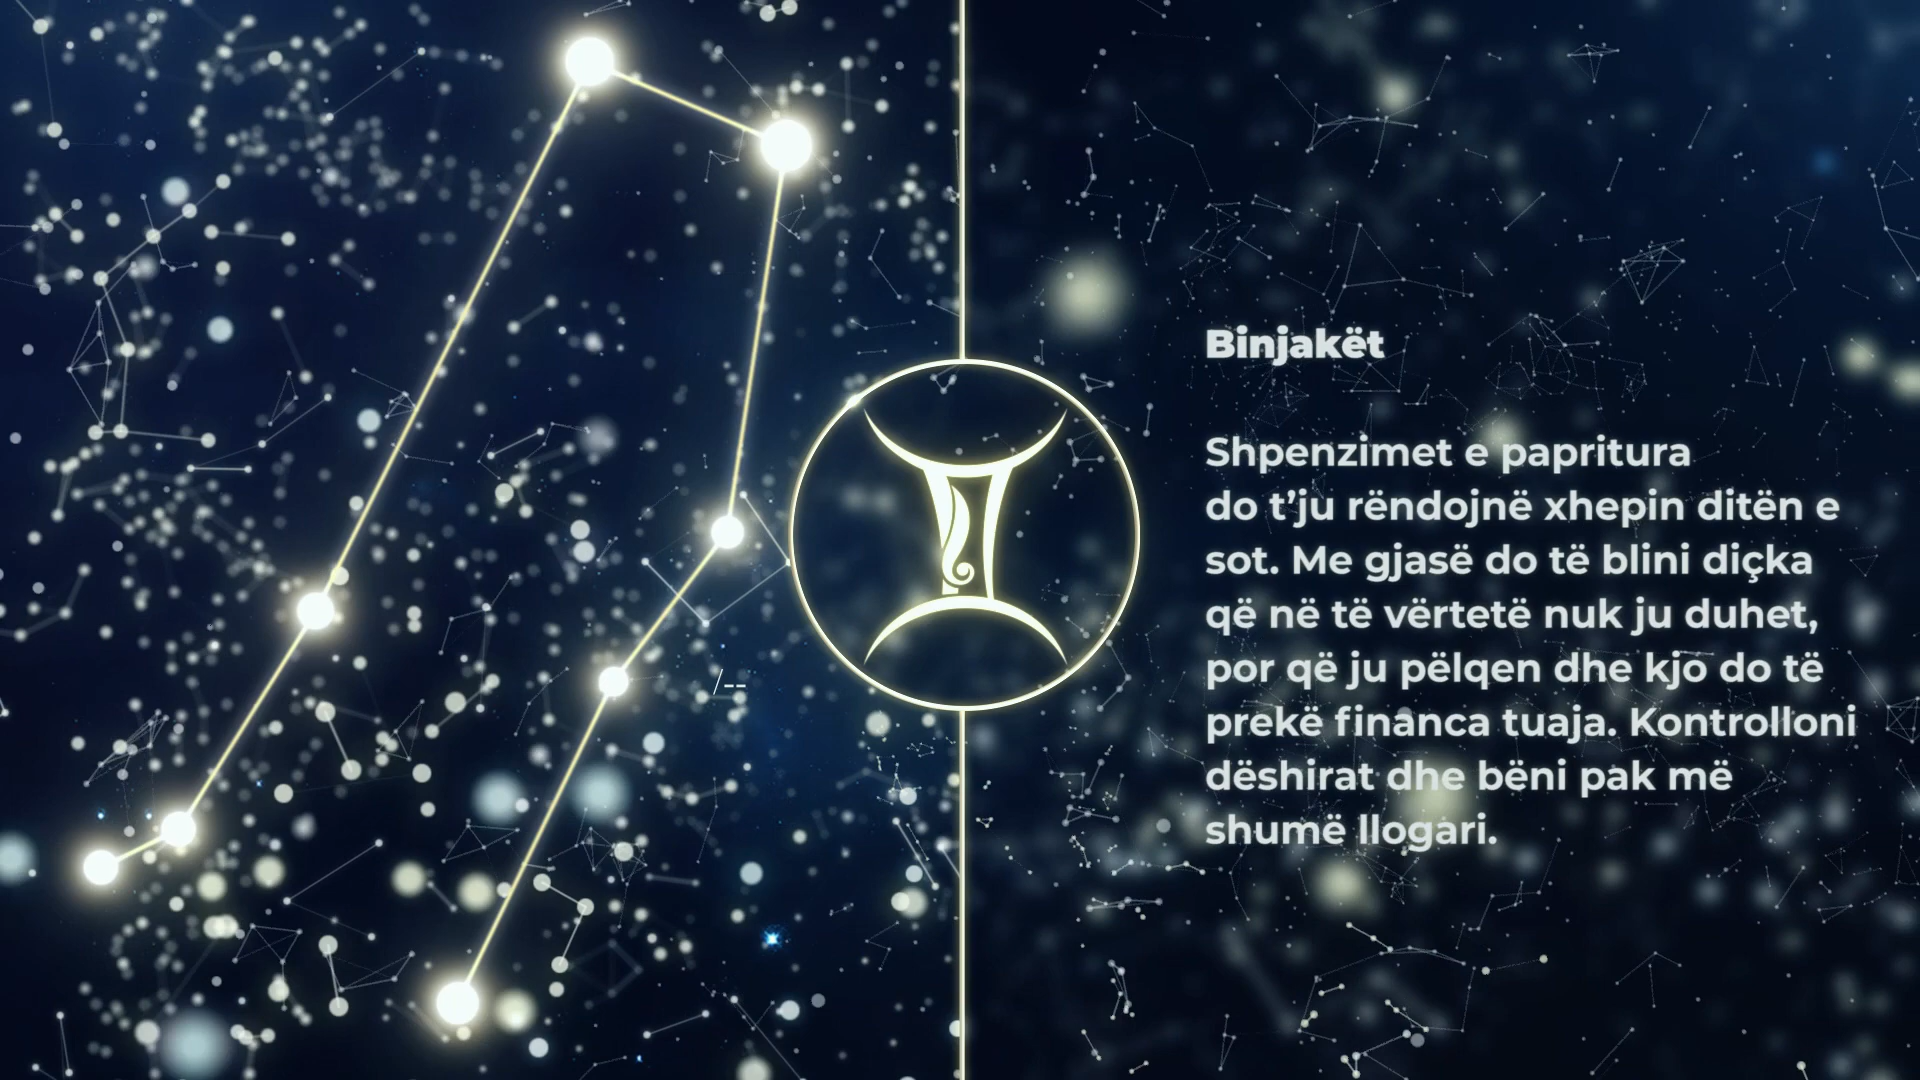 Binjakët
Shpenzimet e papritura
do t’ju rëndojnë xhepin ditën e
sot. Me gjasë do të blini diçka
që në të vërtetë nuk ju duhet,
por që ju pëlqen dhe kjo do të
prekë financa tuaja. Kontrolloni
dëshirat dhe bëni pak më
shumë llogari.
/--